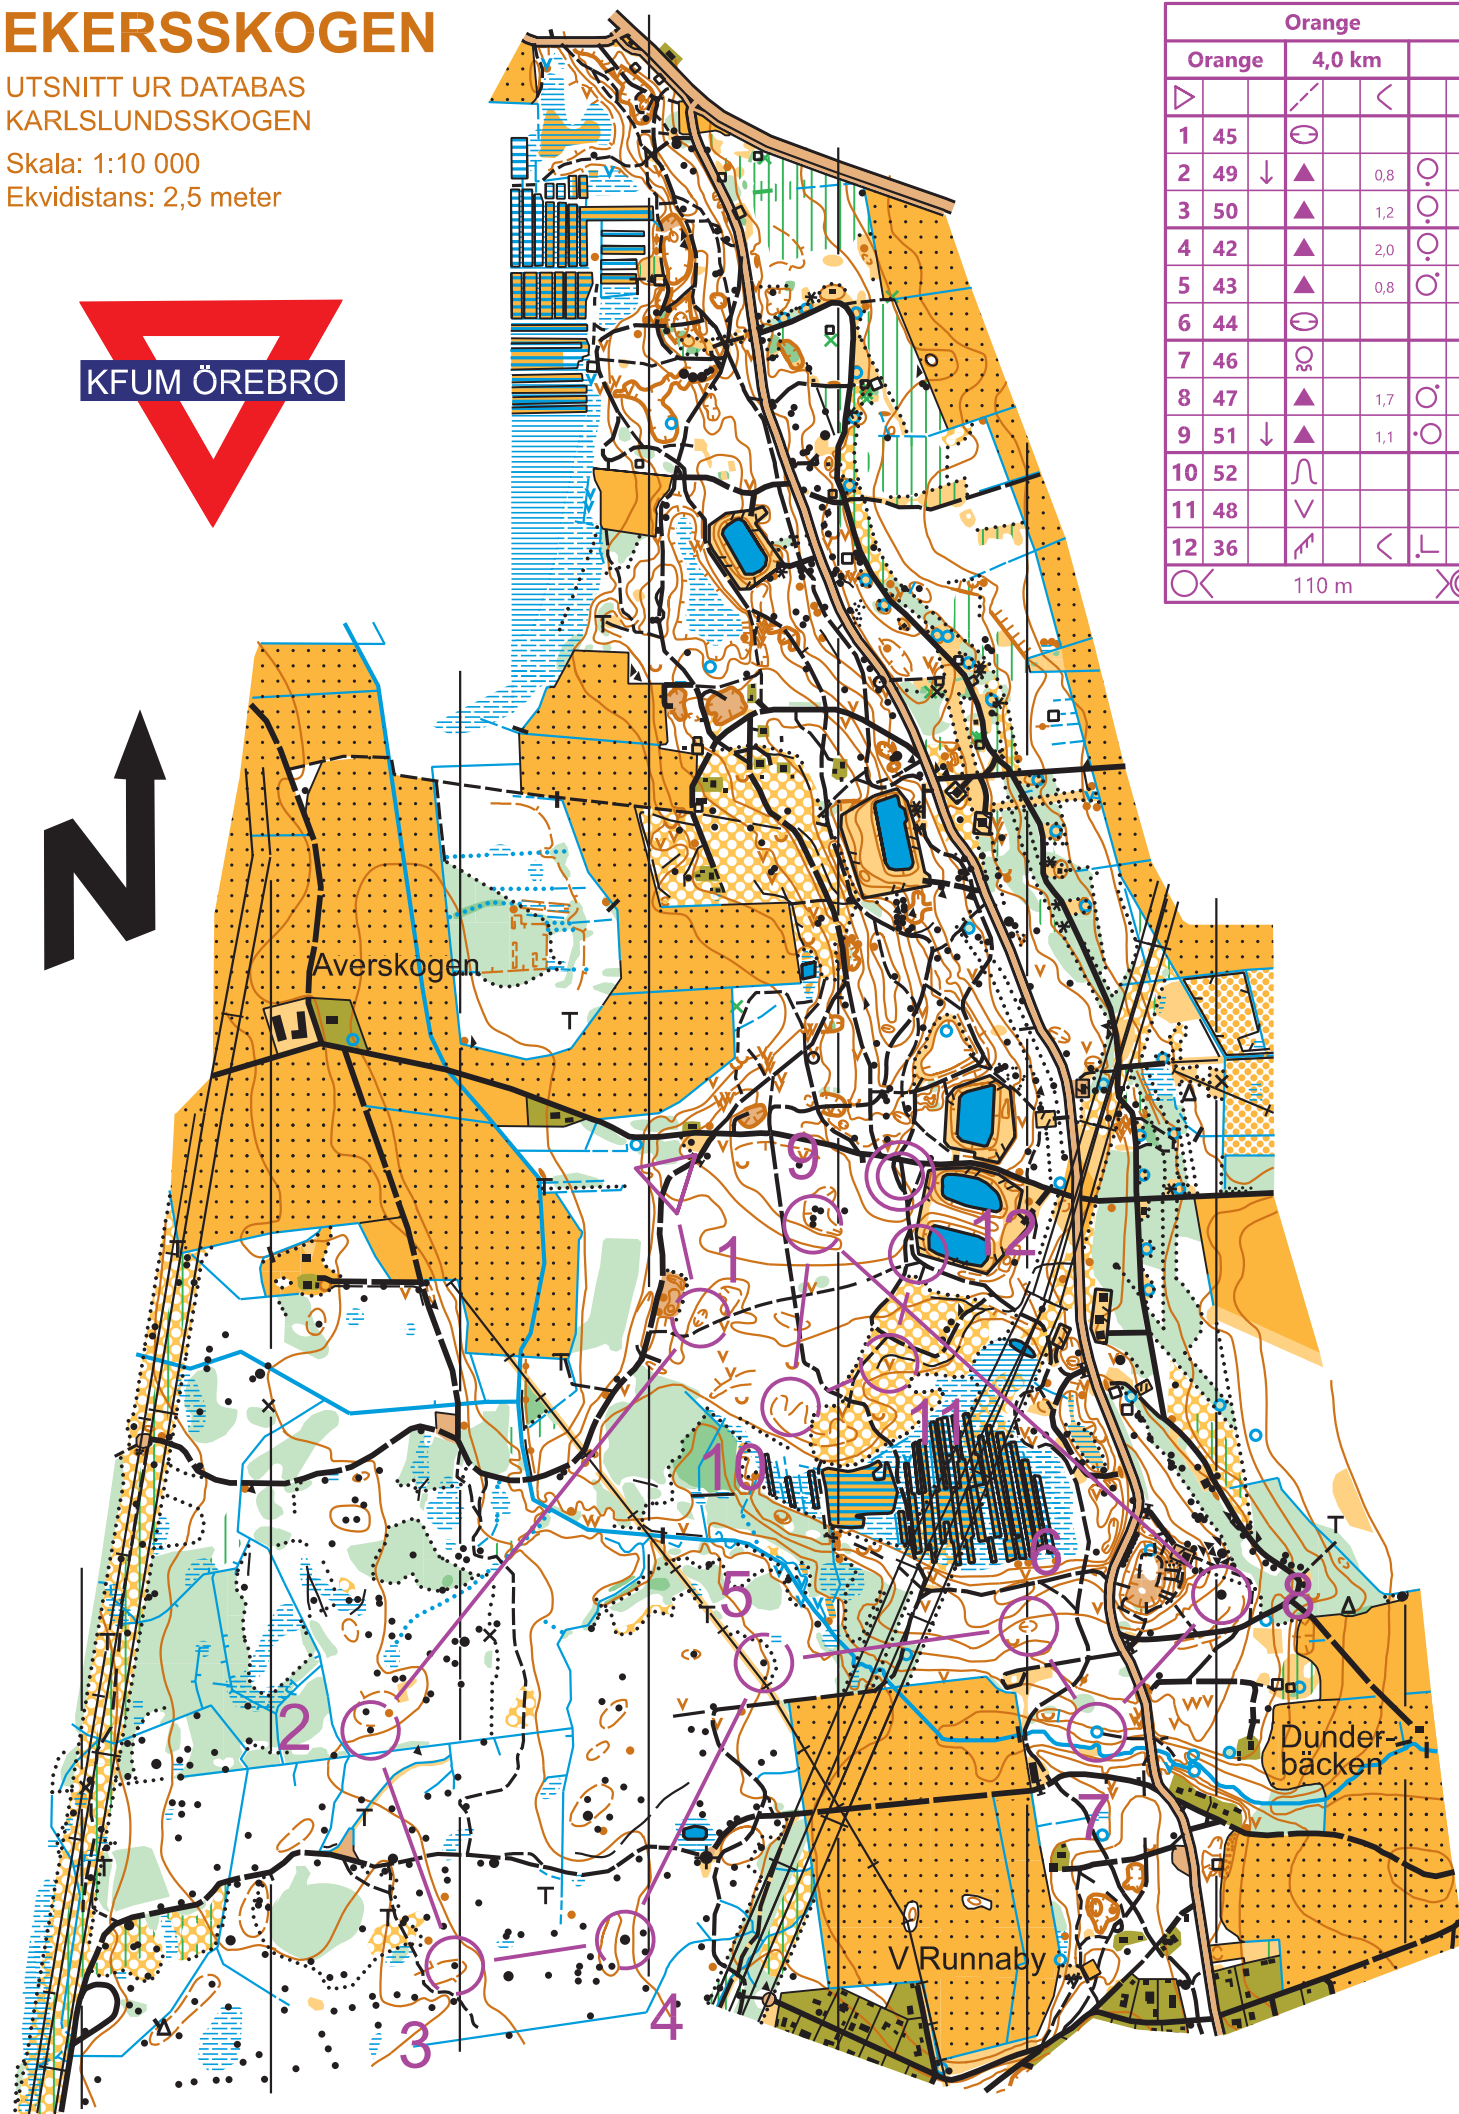 EKERSSKOGEN
UTSNITT UR DATABAS
KARLSLUNDSSKOGEN
Skala: 1:10 000
Ekvidistans: 2,5 meter
KFUM ÖREBRO
N
Orange
Orange 4,0 km
1 45
2 49 0,8
3 50 1,2
4 42 2,0
5 43 0,8
6 44
7 46
8 47 1,7
9 51 1,1
10 52
11 48
12 36
110 m
Averskogen
9
1
12
11
10
6
5
8
2
Dunder-
bäcken
7
V Runnaby
4
3